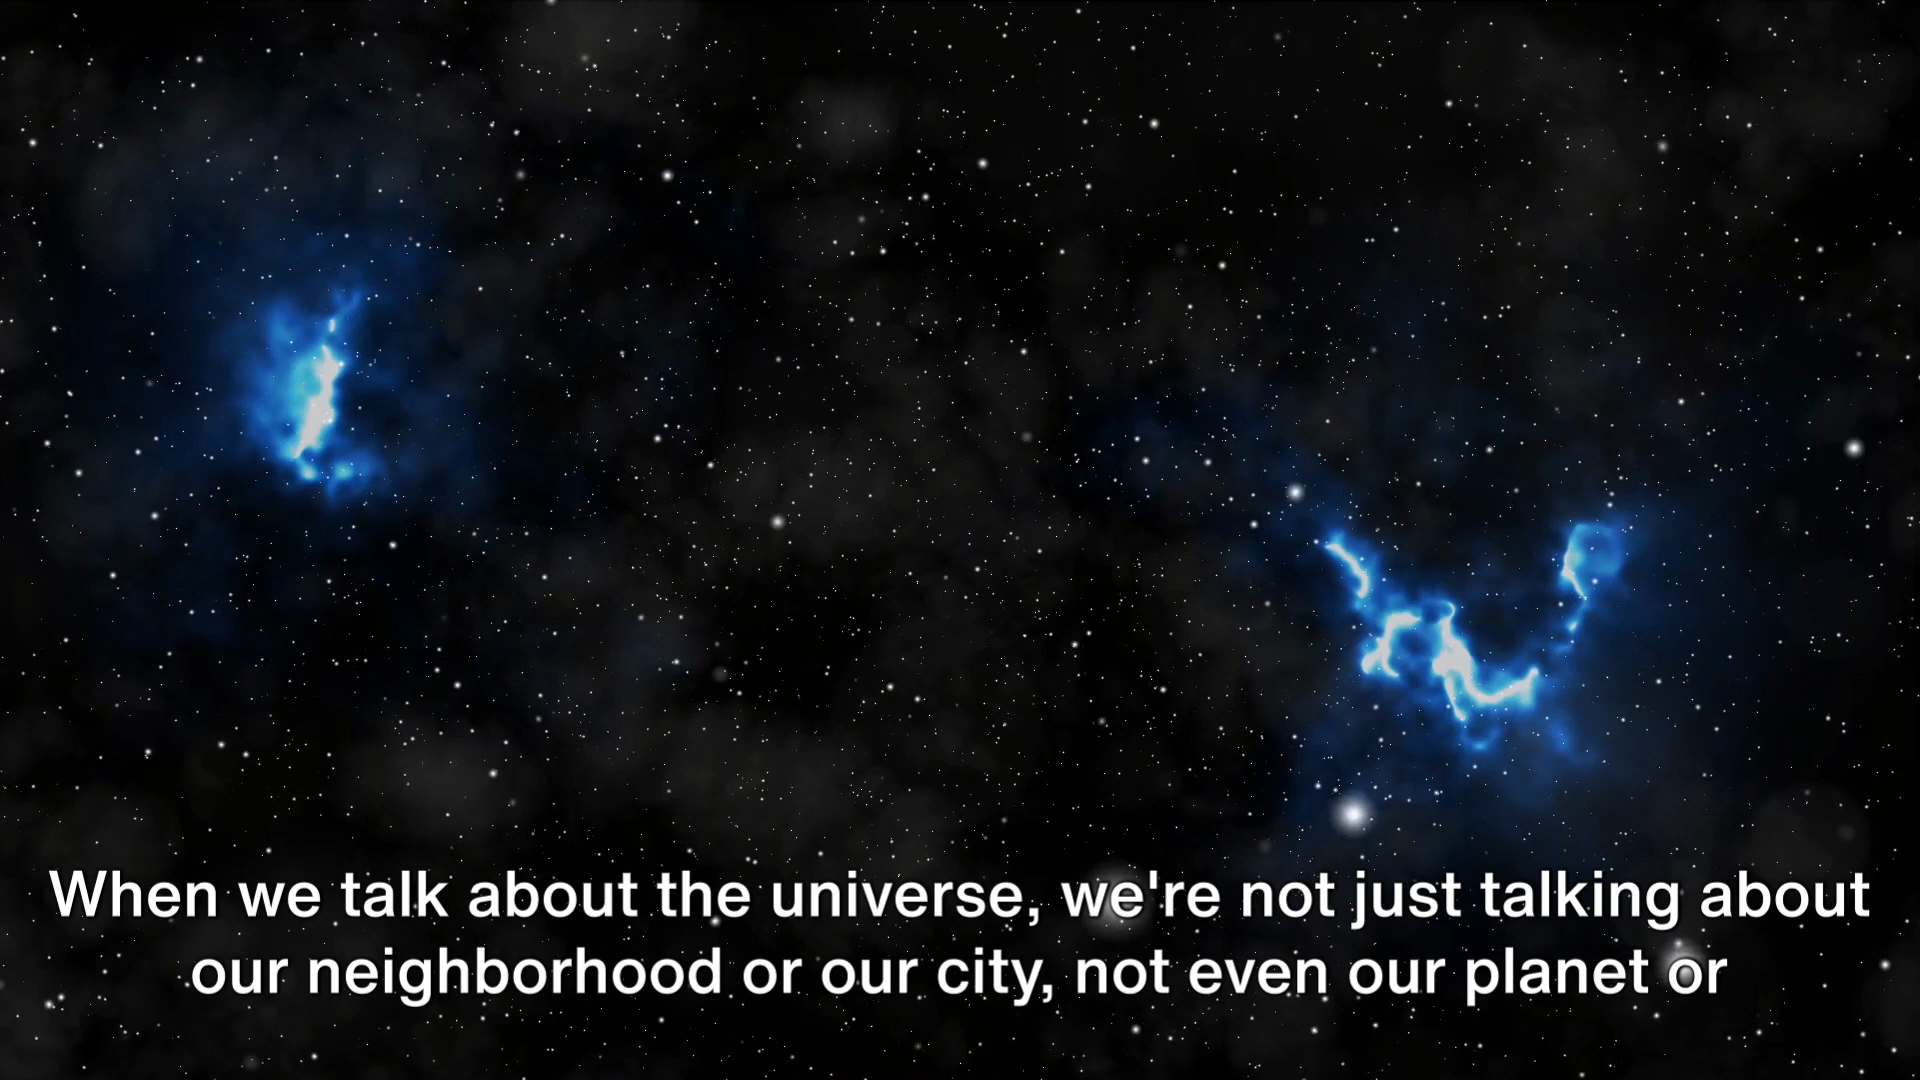 When we talk about the universe, we're not just talking about
our neighborhood or our city, not even our planet or